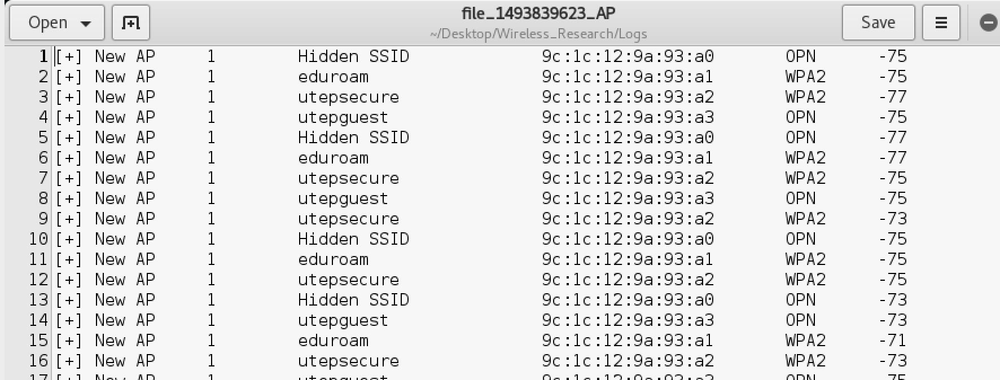 Open file_1493839623_AP Save
~/Desktop/Wireless_Research/Logs
1 [+] New AP 1 Hidden SSID 9c:1c:12:9a:93:a0 OPN -75
2 [+] New AP 1 eduroam 9c:1c:12:9a:93:a1 WPA2 -75
3 [+] New AP 1 utepsecure 9c:1c:12:9a:93:a2 WPA2 -77
4 [+] New AP 1 utepguest 9c:1c:12:9a:93:a3 OPN -75
5 [+] New AP 1 Hidden SSID 9c:1c:12:9a:93:a0 OPN -77
6 [+] New AP 1 eduroam 9c:1c:12:9a:93:a1 WPA2 -77
7 [+] New AP 1 utepsecure 9c:1c:12:9a:93:a2 WPA2 -75
8 [+] New AP 1 utepguest 9c:1c:12:9a:93:a3 OPN -75
9 [+] New AP 1 utepsecure 9c:1c:12:9a:93:a2 WPA2 -73
10 [+] New AP 1 Hidden SSID 9c:1c:12:9a:93:a0 OPN -75
11 [+] New AP 1 eduroam 9c:1c:12:9a:93:a1 WPA2 -75
12 [+] New AP 1 utepsecure 9c:1c:12:9a:93:a2 WPA2 -75
13 [+] New AP 1 Hidden SSID 9c:1c:12:9a:93:a0 OPN -73
14 [+] New AP 1 utepguest 9c:1c:12:9a:93:a3 OPN -73
15 [+] New AP 1 eduroam 9c:1c:12:9a:93:a1 WPA2 -71
16 [+] New AP 1 utepsecure 9c:1c:12:9a:93:a2 WPA2 -73